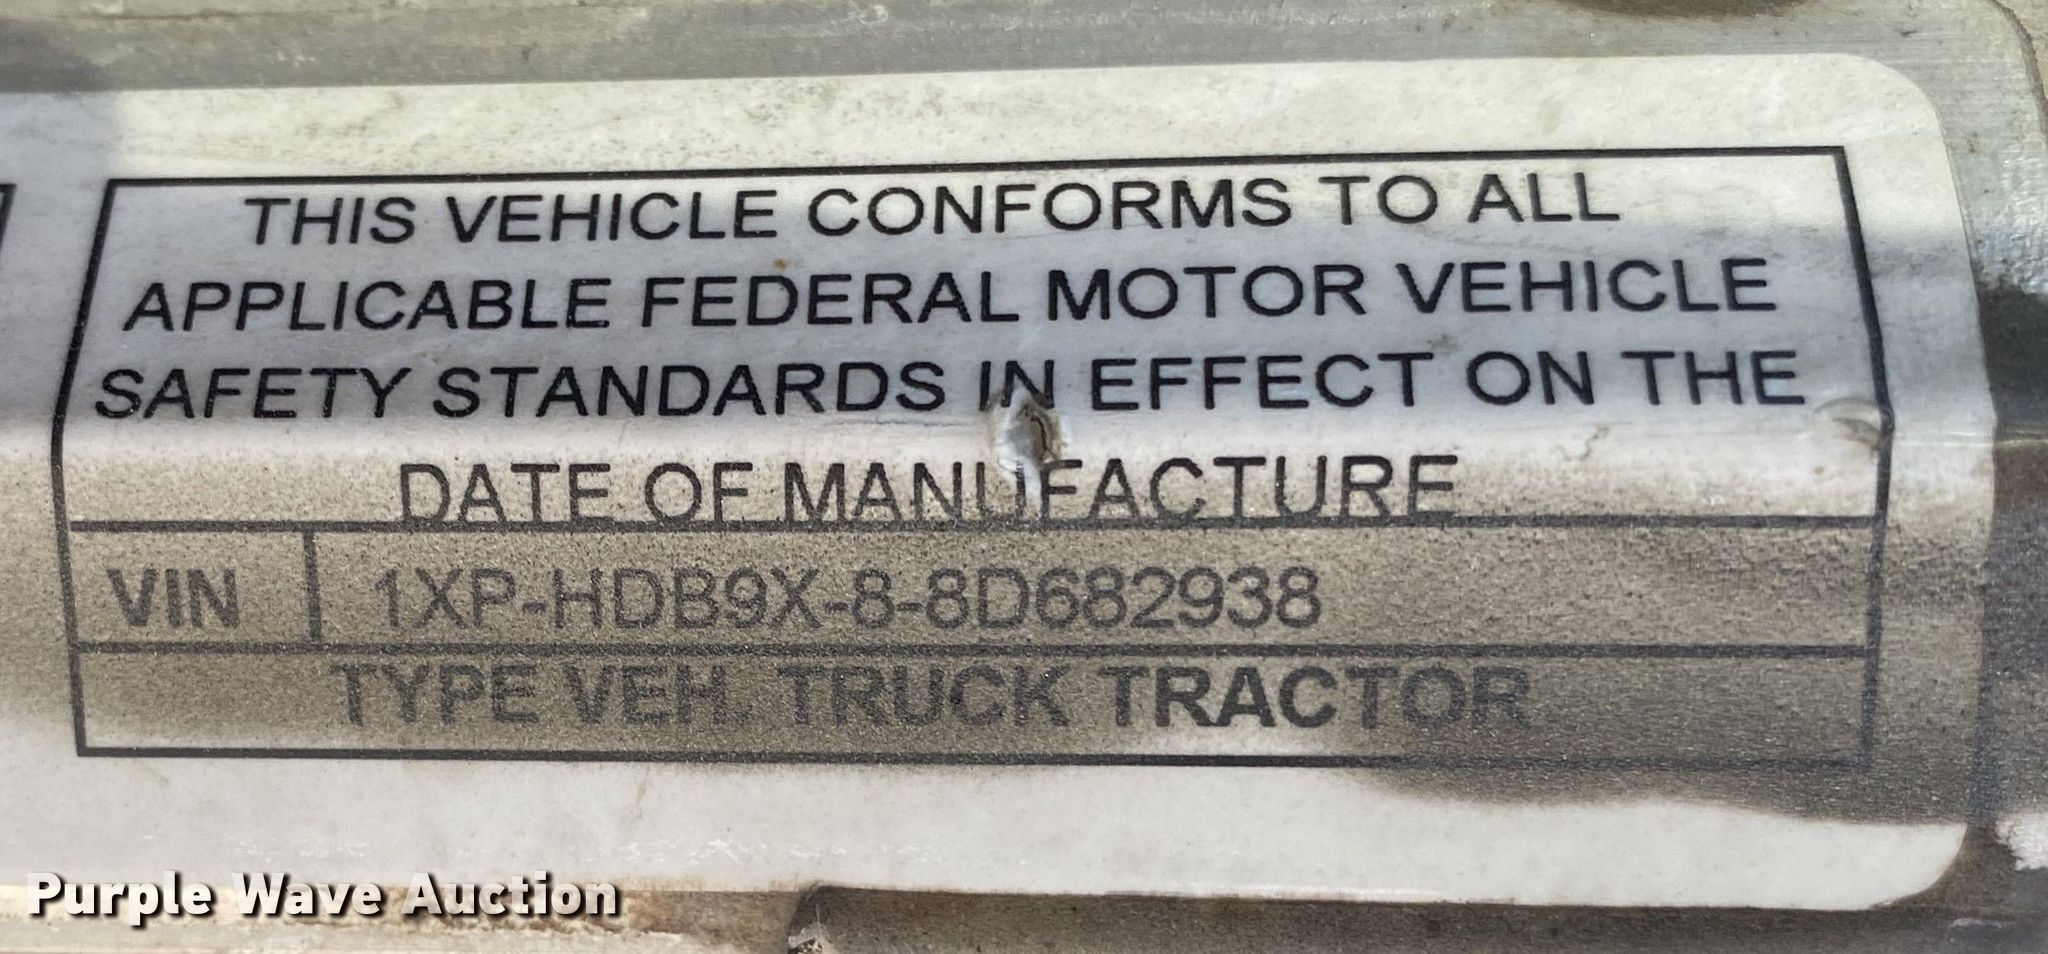 THIS VEHICLE CONFORMS TO ALL
APPLICABLE FEDERAL MOTOR VEHICLE
SAFETY STANDARDS IN EFFECT ON THE
DATE OF MANUFACTURE
VIN 1XP-HDB9X-8-8D682938
TYPE VEH. TRUCK TRACTOR
Purple Wave Auction